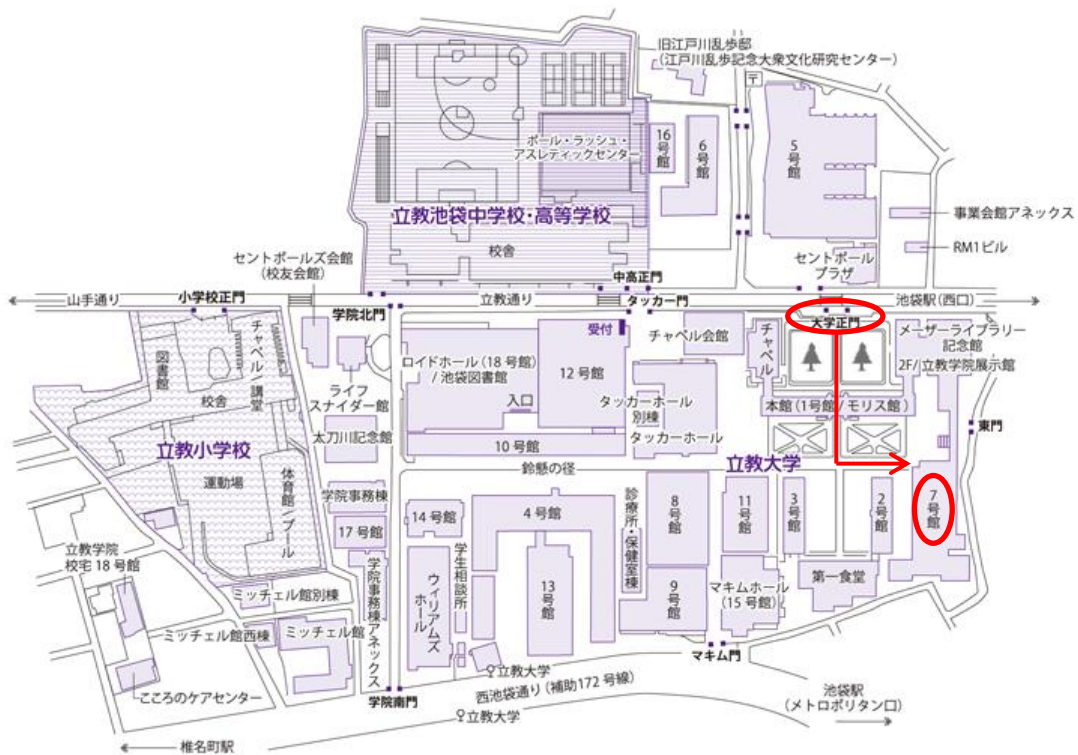 旧江戸川乱歩邸
(江戸川乱歩記念大衆文化研究センター)
〒
ポール・ラッシュ・
アスレティックセンター
16号館
6号館
5号館
立教池袋中学校・高等学校
校舎
事業会館アネックス
RM1ビル
セントポール
プラザ
セントポールズ会館
(校友会館)
中高正門
山手通り
小学校正門
学院北門
立教通り
タッカー門
池袋駅(西口)
大学正門
受付
チャペル会館
チャペル
メーザーライブラリー
記念館
2F/立教学院展示館
図書館
チャペル/講堂
校舎
ライフ
スナイダー館
ロイドホール(18号館)
/池袋図書館
12号館
入口
タッカーホール
別棟
タッカーホール
本館(1号館/モリス館)
東門
太刀川記念館
10号館
立教小学校
鈴懸の径
立教大学
運動場
体育館/プール
学院事務棟
17号館
14号館
4号館
診療所・保健室棟
8号館
11号館
3号館
2号館
7号館
立教学院
校宅18号館
学院事務棟アネックス
ウィリアムズ
ホール
学生相談所
13号館
9号館
マキムホール
(15号館)
第一食堂
ミッチェル館別棟
ミッチェル館西棟
ミッチェル館
こころのケアセンター
学院南門
立教大学
マキム門
西池袋通り(補助172号線)
立教大学
池袋駅
(メトロポリタン口)
椎名町駅